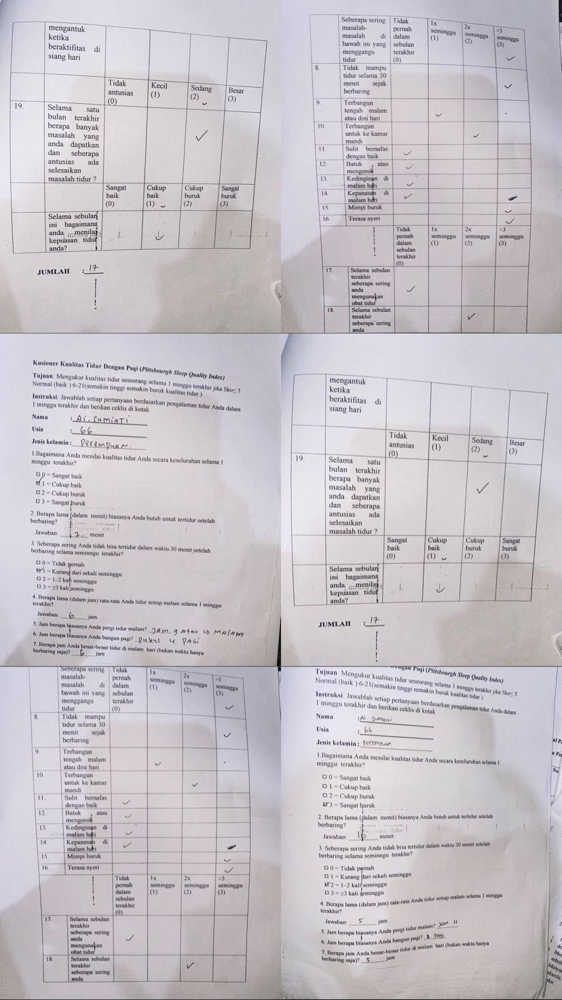 mengantuk
ketika
beraktifitas di
siang hari
Tidak antusias (0)
Kecil (1)
Sedang (2)
Besar (3)
19.
Selama satu
bulan terakhir
berapa banyak
masalah yang
anda dapatkan
dan seberapa
antusias ada
selesaikan
masalah tidur ?
Sangat baik (0)
Cukup baik (1)
Cukup buruk (2)
Sangat buruk (3)
Selama sebulan
ini bagaimana
anda menilai
kepuasan tidur
anda?
JUMLAH : 17
Seberapa sering
masalah-
masalah di
bawah ini yang
menggangu
tidur
Tidak pernah dalam sebulan terakhir (0)
1x seminggu (1)
2x seminggu (2)
>3 seminggu (3)
8. Tidak mampu
tidur selama 30
menit sejak
berbaring
9. Terbangun
tengah malam
atau dini hari
10. Terbangun
untuk ke kamar
mandi
11. Sulit bernafas
dengan baik
12. Batuk , atau
mengorok
13. Kedinginan di
malam hari
14. Kepanasan di
malam hari
15. Mimpi buruk
16. Terasa nyeri
Tidak pernah dalam sebulan terakhir (0)
1x seminggu (1)
2x seminggu (2)
>3 seminggu (3)
17. Selama sebulan
terakhir
seberapa sering
anda
mengunakan
obat tidur
18. Selama sebulan
terakhir
seberapa sering
anda
Kusioner Kualitas Tidur Dengan Psqi (Pittsbourgh Sleep Quality Index)
Tujuan: Mengukur kualitas tidur seseorang selama 1 minggu terakhir jika Sko≤ 5
Normal (baik ) 6-21(semakin tinggi semakin buruk kualitas tidur )
Instruksi: Jawablah setiap pertanyaan berdasarkan pengalaman tidur Anda dalam
1 minggu terakhir dan berikan ceklis di kotak
Nama : Ai. SumiATi
Usia : 66
Jenis kelamin : Perempuan.
1.Bagaimana Anda menilai kualitas tidur Anda secara keseluruhan selama 1
minggu terakhir?
0 = Sangat baik
1 = Cukup baik
2 = Cukup buruk
3 = Sangat buruk
2. Berapa lama (dalam menit) biasanya Anda butuh untuk tertidur setelah
berbaring?
Jawaban: 2. menit
3. Seberapa sering Anda tidak bisa tertidur dalam waktu 30 menit setelah
berbaring selama seminngu terakhir?
0 = Tidak pernah
1 = Kurang dari sekali seminggu
2 = 1–2 kali seminggu
3 = ≥3 kali seminggu
4. Berapa lama (dalam jam) rata-rata Anda tidur setiap malam selama 1 minggu
terakhir?
Jawaban: 6 jam
5. Jam berapa biasanya Anda pergi tidur malam? Jam 9 Atau 10 MAlAm
6. Jam berapa biasanya Anda bangun pagi? Pukul 4 PAGi
7. Berapa jam Anda benar-benar tidur di malam hari (bukan waktu hanya
berbaring saja)? 6 jam
mengantuk
ketika
beraktifitas di
siang hari
Tidak antusias (0)
Kecil (1)
Sedang (2)
Besar (3)
19.
Selama satu
bulan terakhir
berapa banyak
masalah yang
anda dapatkan
dan seberapa
antusias ada
selesaikan
masalah tidur ?
Sangat baik (0)
Cukup baik (1)
Cukup buruk (2)
Sangat buruk (3)
Selama sebulan
ini bagaimana
anda menilai
kepuasan tidur
anda?
JUMLAH : 17
Seberapa sering
masalah-
masalah di
bawah ini yang
menggangu
tidur
Tidak pernah dalam sebulan terakhir (0)
1x seminggu (1)
2x seminggu (2)
>3 seminggu (3)
8. Tidak mampu
tidur selama 30
menit sejak
berbaring
9 Terbangun
tengah malam
atau dini hari
10. Terbangun
untuk ke kamar
mandi
11. Sulit bernafas
dengan baik
12. Batuk , atau
mengorok
13. Kedinginan di
malam hari
14. Kepanasan di
malam hari
15. Mimpi buruk
16. Terasa nyeri
Tidak pernah dalam sebulan terakhir (0)
1x seminggu (1)
2x seminggu (2)
>3 seminggu (3)
17. Selama sebulan
terakhir
seberapa sering
anda
mengunakan
obat tidur
18. Selama sebulan
terakhir
seberapa sering
anda
Psqi (Pittsbourgh Sleep Quality Index)
Tujuan: Mengukur kualitas tidur seseorang selama 1 minggu terakhir jika Sko≤ 5
Normal (baik ) 6-21(semakin tinggi semakin buruk kualitas tidur )
Instruksi: Jawablah setiap pertanyaan berdasarkan pengalaman tidur Anda dalam
1 minggu terakhir dan berikan ceklis di kotak
Nama : Ai Sumiati
Usia : 66
Jenis kelamin : Perempuan
1.Bagaimana Anda menilai kualitas tidur Anda secara keseluruhan selama 1
minggu terakhir?
0 = Sangat baik
1 = Cukup baik
2 = Cukup buruk
3 = Sangat buruk
2. Berapa lama (dalam menit) biasanya Anda butuh untuk tertidur setelah
berbaring?
Jawaban: 16 menit
3. Seberapa sering Anda tidak bisa tertidur dalam waktu 30 menit setelah
berbaring selama seminngu terakhir?
0 = Tidak pernah
1 = Kurang dari sekali seminggu
2 = 1–2 kali seminggu
3 = ≥3 kali seminggu
4. Berapa lama (dalam jam) rata-rata Anda tidur setiap malam selama 1 minggu
terakhir?
Jawaban: 5 jam
5. Jam berapa biasanya Anda pergi tidur malam? Jam 11
6. Jam berapa biasanya Anda bangun pagi? Pagi
7. Berapa jam Anda benar-benar tidur di malam hari (bukan waktu hanya
berbaring saja)? 5 jam
No